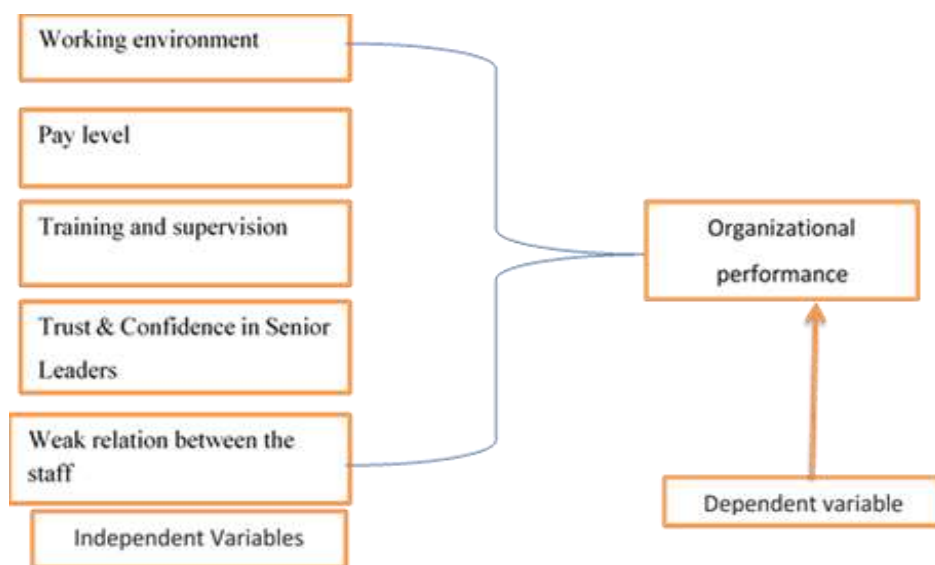 Working environment
Pay level
Training and supervision
Trust & Confidence in Senior
Leaders
Weak relation between the
staff
Independent Variables
Organizational
performance
Dependent variable